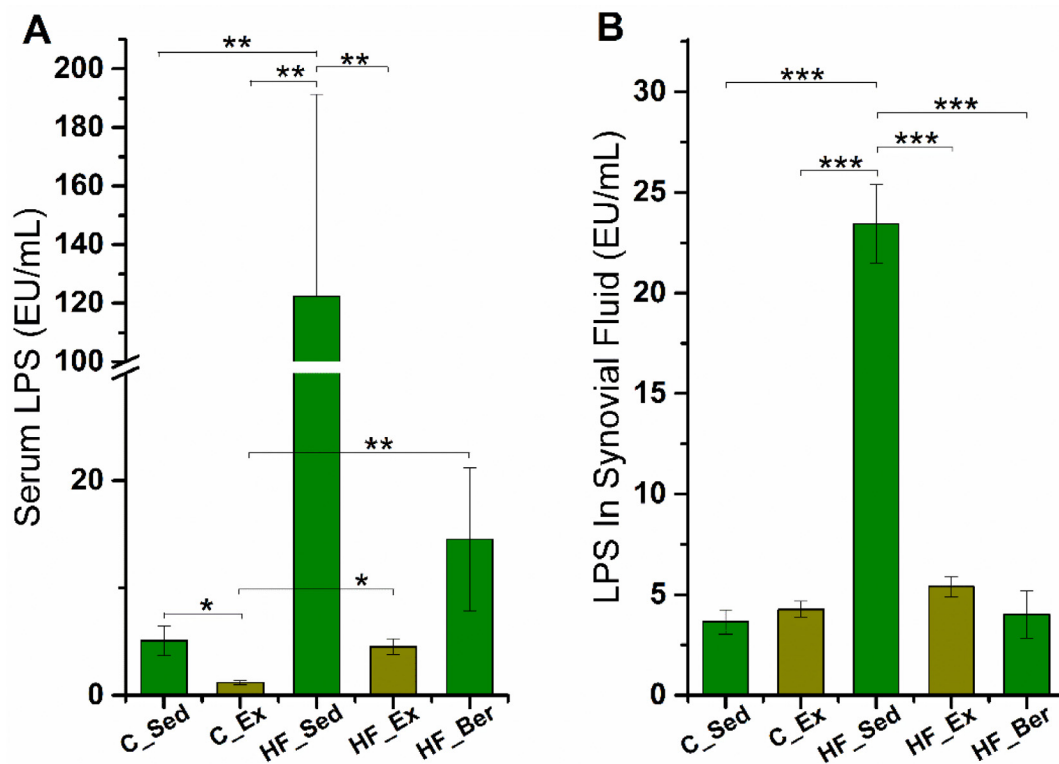 A
Serum LPS (EU/mL)
200
180
160
140
120
100
20
0
**
**
**
**
*
*
C_Sed
C_Ex
HF_Sed
HF_Ex
HF_Ber
B
LPS In Synovial Fluid (EU/mL)
30
25
20
15
10
5
0
***
***
***
***
C_Sed
C_Ex
HF_Sed
HF_Ex
HF_Ber